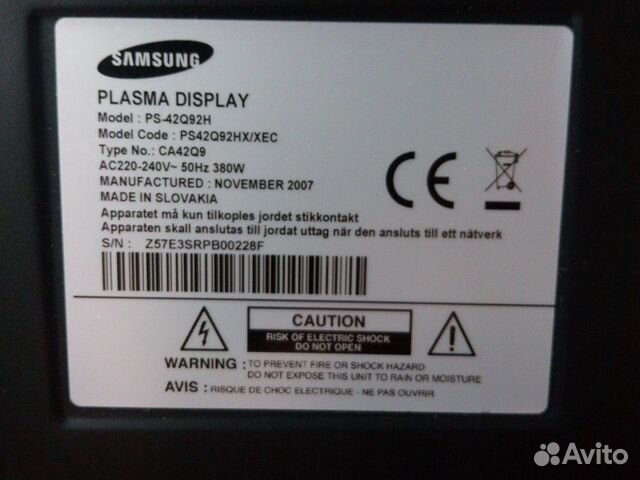 SAMSUNG
PLASMA DISPLAY
Model : PS-42Q92H
Model Code : PS42Q92HX/XEC
Type No.: CA42Q9
AC220-240V~ 50Hz 380W
MANUFACTURED : NOVEMBER 2007
MADE IN SLOVAKIA
Apparatet må kun tilkoples jordet stikkontakt
Apparaten skall anslutas till jordat uttag när den ansluts till ett nätverk
S/N : Z57E3SRPB00228F
CE
CAUTION
RISK OF ELECTRIC SHOCK
DO NOT OPEN
WARNING : TO PREVENT FIRE OR SHOCK HAZARD
DO NOT EXPOSE THIS UNIT TO RAIN OR MOISTURE
AVIS : RISQUE DE CHOC ELECTRIQUE - NE PAS OUVRIR
Avito